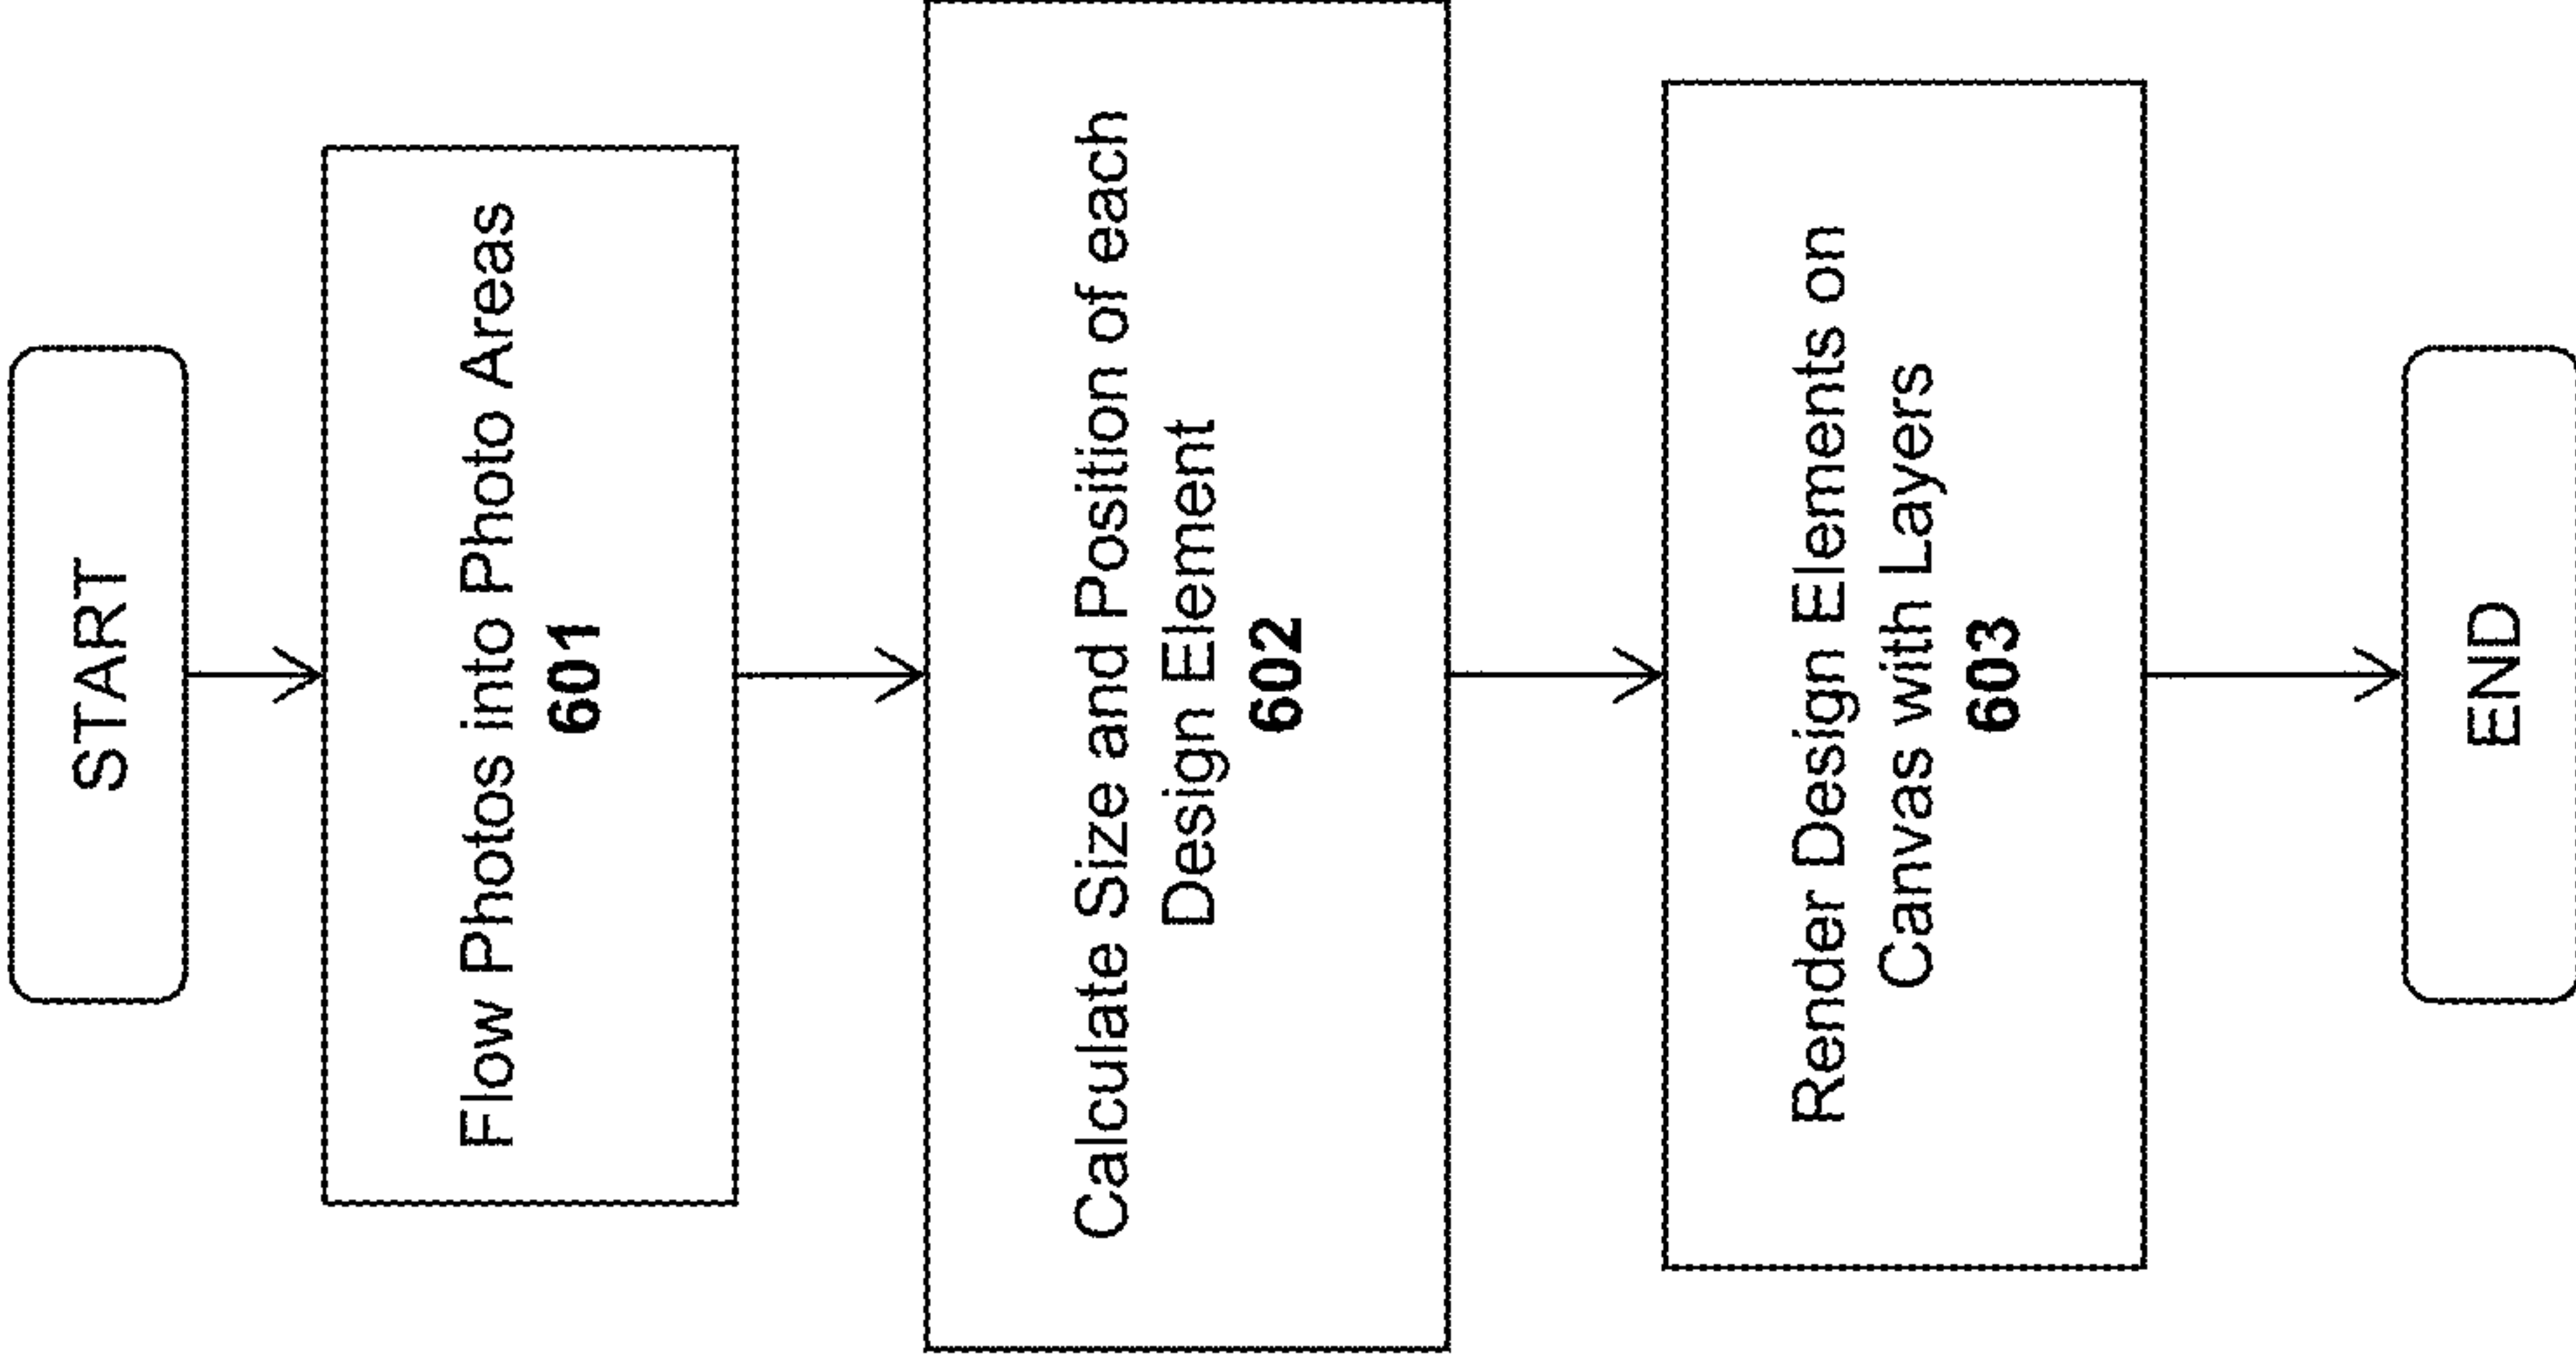 START
Flow Photos into Photo Areas
601
Calculate Size and Position of each
Design Element
602
Render Design Elements on
Canvas with Layers
603
END